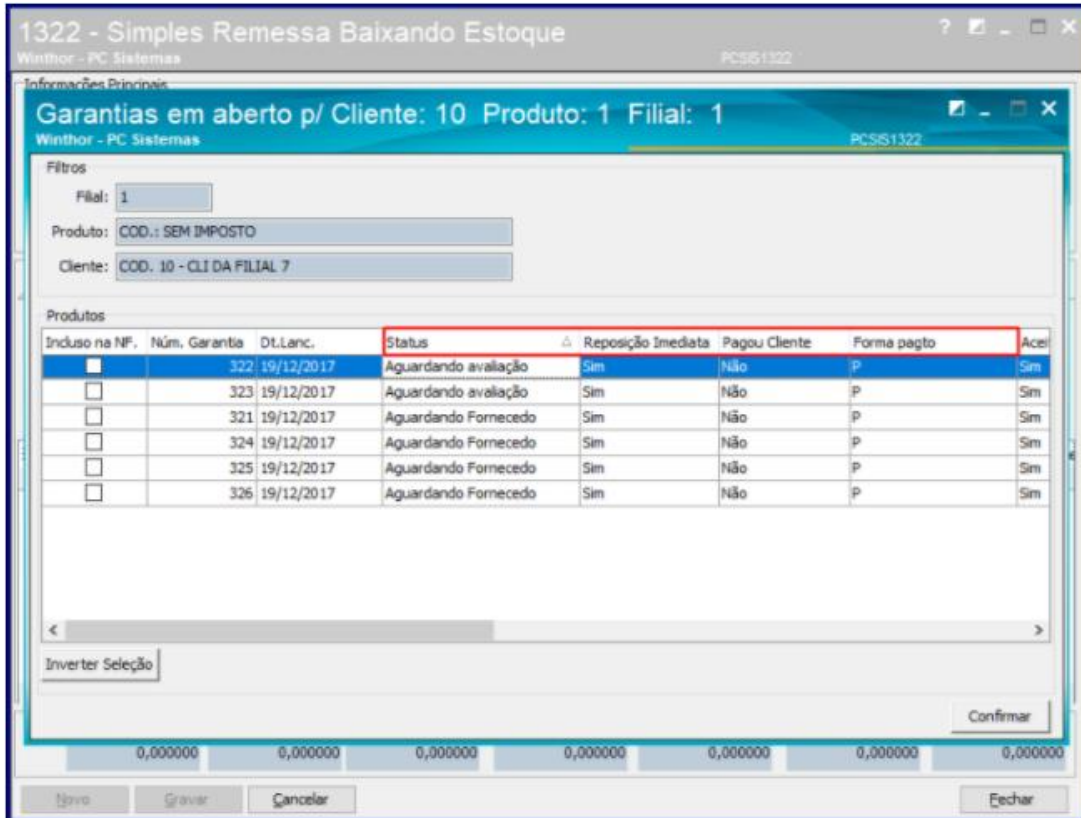 1322 - Simples Remessa Baixando Estoque
Winthor - PC Sistemas PCSIS1322
Informações Principais
Garantias em aberto p/ Cliente: 10 Produto: 1 Filial: 1
Winthor - PC Sistemas PCSIS1322
Filtros
Filial: 1
Produto: COD.: SEM IMPOSTO
Cliente: COD. 10 - CLI DA FILIAL 7
Produtos
Incluso na NF. Núm. Garantia Dt.Lanc. Status Reposição Imediata Pagou Cliente Forma pagto Acei
322 19/12/2017 Aguardando avaliação Sim Não P Sim
323 19/12/2017 Aguardando avaliação Sim Não P Sim
321 19/12/2017 Aguardando Fornecedo Sim Não P Sim
324 19/12/2017 Aguardando Fornecedo Sim Não P Sim
325 19/12/2017 Aguardando Fornecedo Sim Não P Sim
326 19/12/2017 Aguardando Fornecedo Sim Não P Sim
Inverter Seleção
Confirmar
0,000000 0,000000 0,000000 0,000000 0,000000 0,000000 0,000000
Novo Gravar Cancelar Fechar